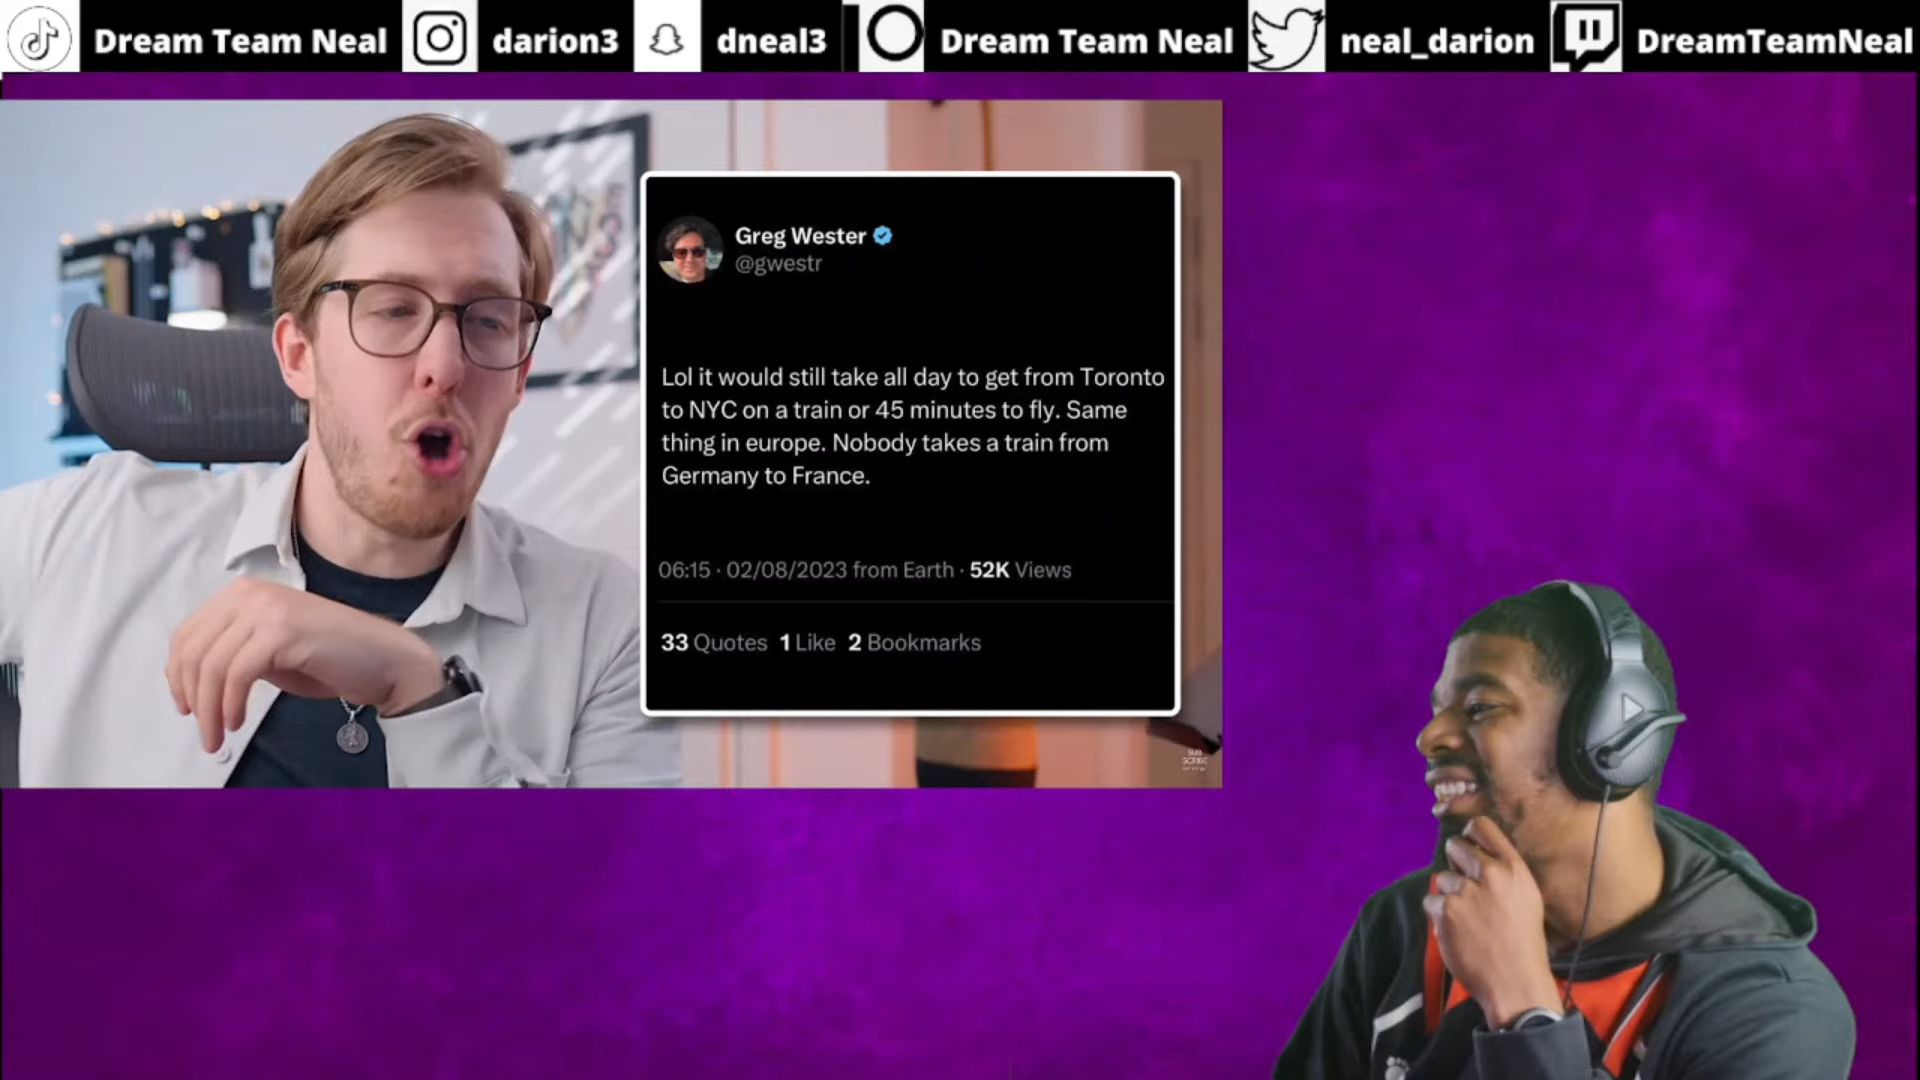 Dream Team Neal darion3 dneal3 Dream Team Neal neal_darion DreamTeamNeal
Greg Wester
@gwestr
Lol it would still take all day to get from Toronto
to NYC on a train or 45 minutes to fly. Same
thing in europe. Nobody takes a train from
Germany to France.
06:15 · 02/08/2023 from Earth · 52K Views
33 Quotes 1 Like 2 Bookmarks
SUB
SCRIBE